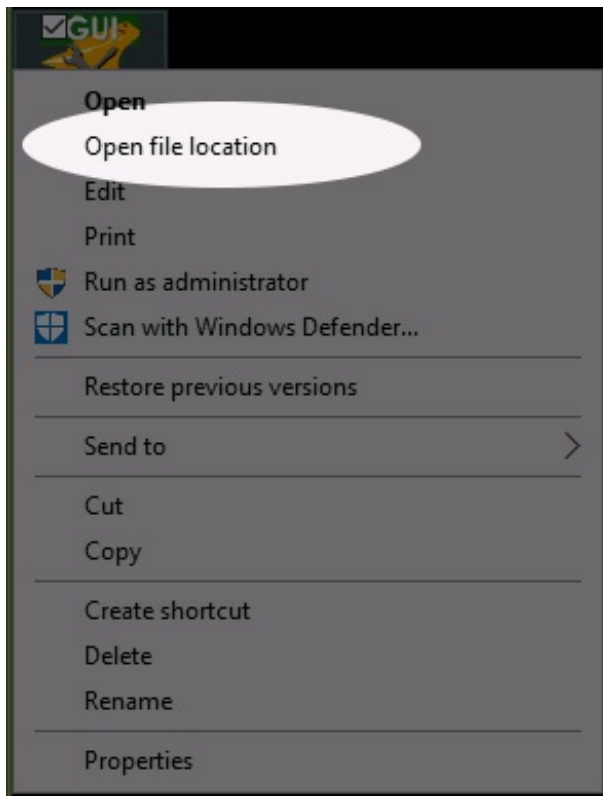 GUI
Open
Open file location
Edit
Print
Run as administrator
Scan with Windows Defender...
Restore previous versions
Send to
Cut
Copy
Create shortcut
Delete
Rename
Properties